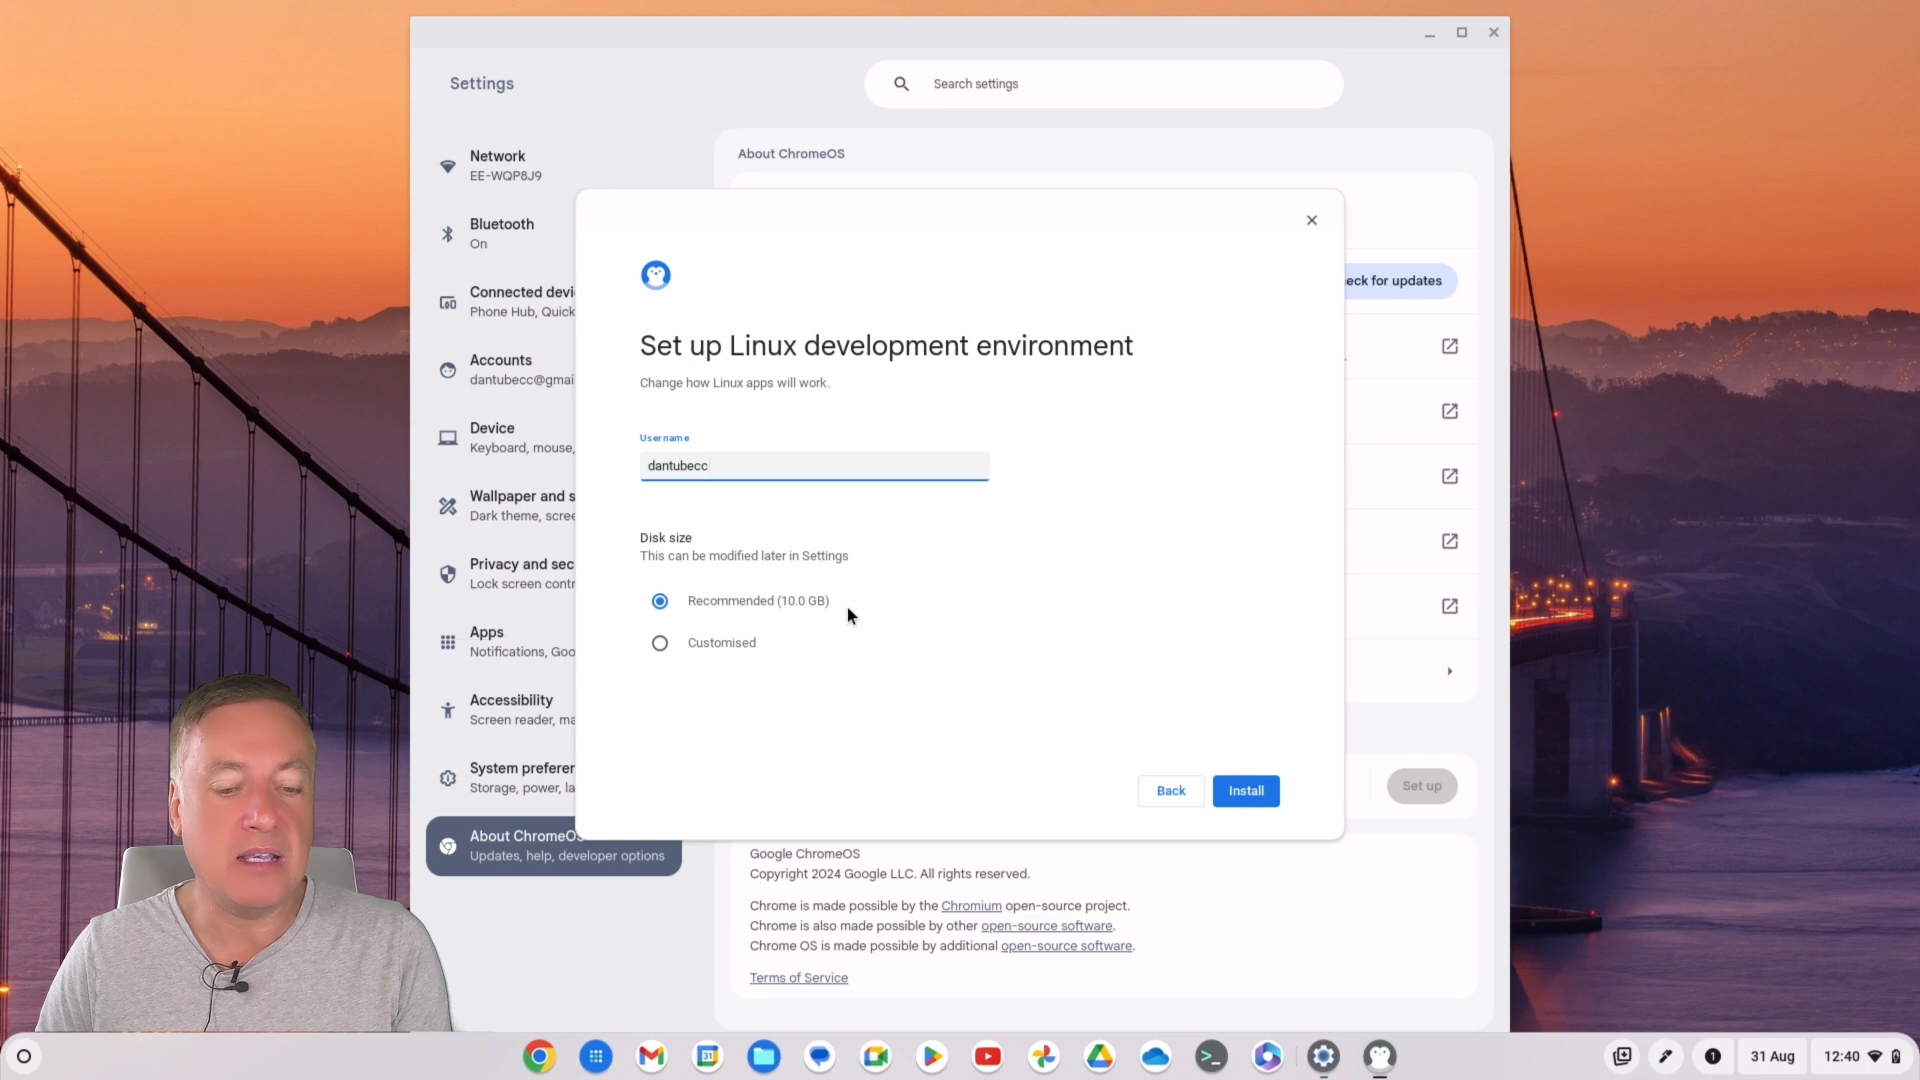 Settings
Search settings
Network
EE-WQP8J9
Bluetooth
On
Connected devi
Phone Hub, Quick
Accounts
dantubecc@gmai
Device
Keyboard, mouse,
Wallpaper and s
Dark theme, scree
Privacy and sec
Lock screen contr
Apps
Notifications, Goo
Accessibility
Screen reader, ma
System preferen
Storage, power, la
About ChromeOS
Updates, help, developer options
About ChromeOS
eck for updates
Set up Linux development environment
Change how Linux apps will work.
Username
dantubecc
Disk size
This can be modified later in Settings
Recommended (10.0 GB)
Customised
Back
Install
Set up
Google ChromeOS
Copyright 2024 Google LLC. All rights reserved.
Chrome is made possible by the Chromium open-source project.
Chrome is also made possible by other open-source software.
Chrome OS is made possible by additional open-source software.
Terms of Service
31
>_
1
31 Aug
12:40